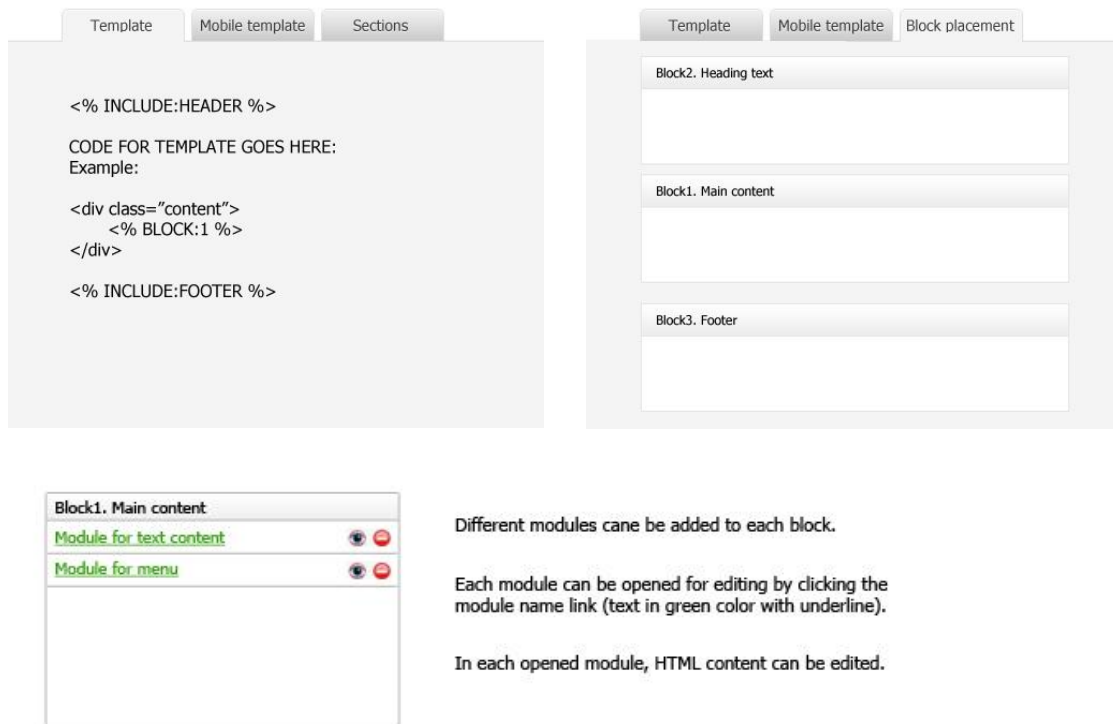 Template Mobile template Sections
<% INCLUDE:HEADER %>
CODE FOR TEMPLATE GOES HERE:
Example:
<div class=”content”>
<% BLOCK:1 %>
</div>
<% INCLUDE:FOOTER %>
Template Mobile template Block placement
Block2. Heading text
Block1. Main content
Block3. Footer
Block1. Main content
Module for text content
Module for menu
Different modules cane be added to each block.
Each module can be opened for editing by clicking the
module name link (text in green color with underline).
In each opened module, HTML content can be edited.